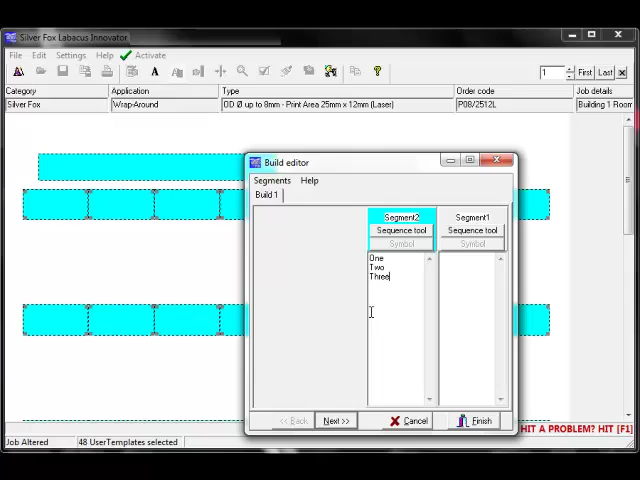 Silver Fox Labacus Innovator
File Edit Settings Help Activate
1 First Last
Category Application Type Order code Job details
Silver Fox Wrap-Around OD Ø up to 8mm - Print Area 25mm x 12mm (Laser) P08/2512L Building 1 Room
Build editor
Segments Help
Build 1
Segment2 Segment1
Sequence tool Sequence tool
Symbol Symbol
One
Two
Three
<< Back Next >> Cancel Finish
HIT A PROBLEM? HIT [F1]
Job Altered 48 UserTemplates selected